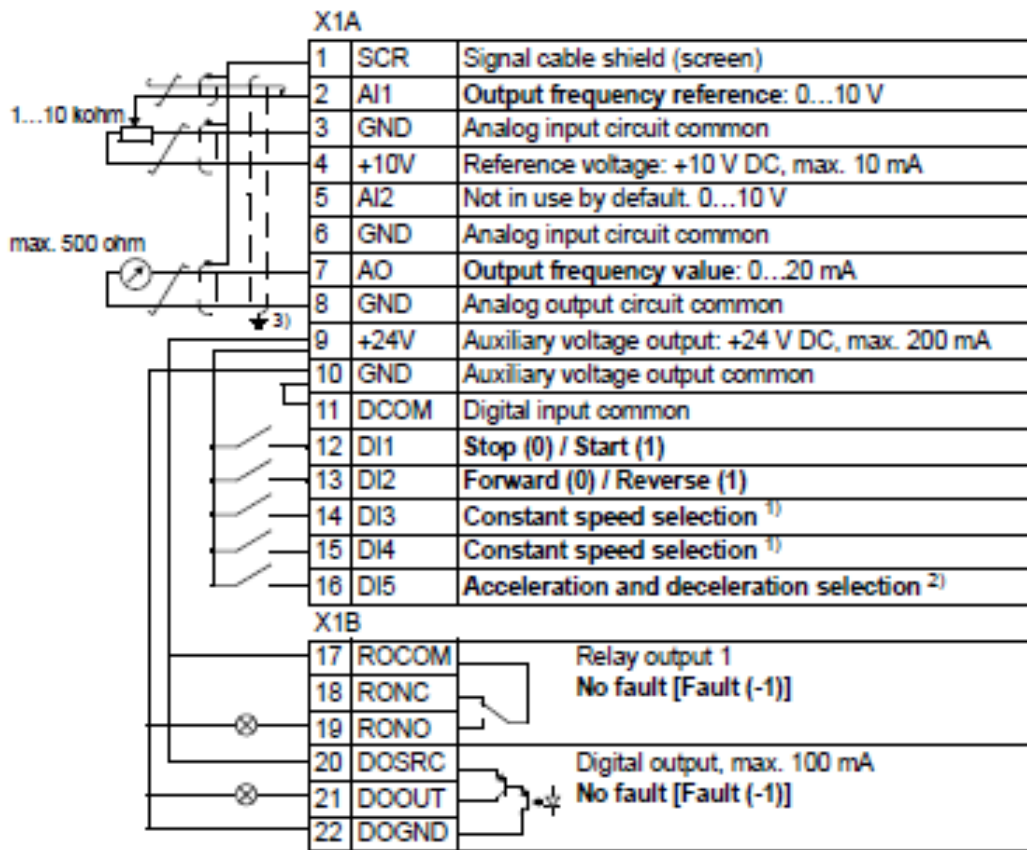 X1A
1 SCR Signal cable shield (screen)
2 AI1 Output frequency reference: 0…10 V
1…10 kohm
3 GND Analog input circuit common
4 +10V Reference voltage: +10 V DC, max. 10 mA
5 AI2 Not in use by default. 0…10 V
6 GND Analog input circuit common
max. 500 ohm
7 AO Output frequency value: 0…20 mA
8 GND Analog output circuit common
3)
9 +24V Auxiliary voltage output: +24 V DC, max. 200 mA
10 GND Auxiliary voltage output common
11 DCOM Digital input common
12 DI1 Stop (0) / Start (1)
13 DI2 Forward (0) / Reverse (1)
14 DI3 Constant speed selection 1)
15 DI4 Constant speed selection 1)
16 DI5 Acceleration and deceleration selection 2)
X1B
17 ROCOM Relay output 1
18 RONC No fault [Fault (-1)]
19 RONO
20 DOSRC Digital output, max. 100 mA
21 DOOUT No fault [Fault (-1)]
22 DOGND